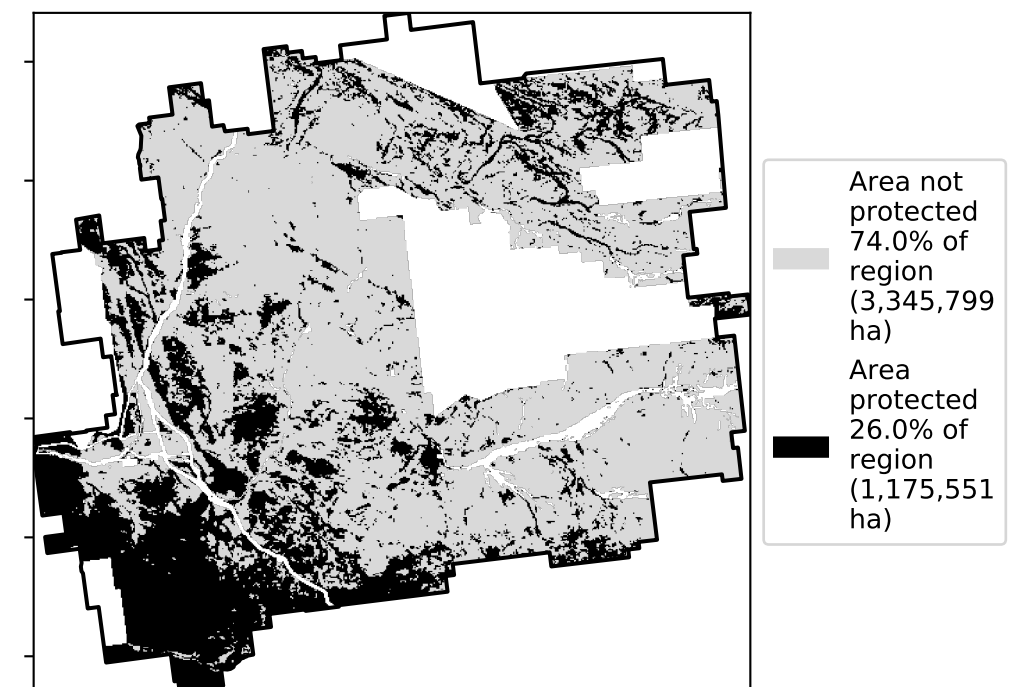 Area not
protected
74.0% of
region
(3,345,799
ha)
Area
protected
26.0% of
region
(1,175,551
ha)